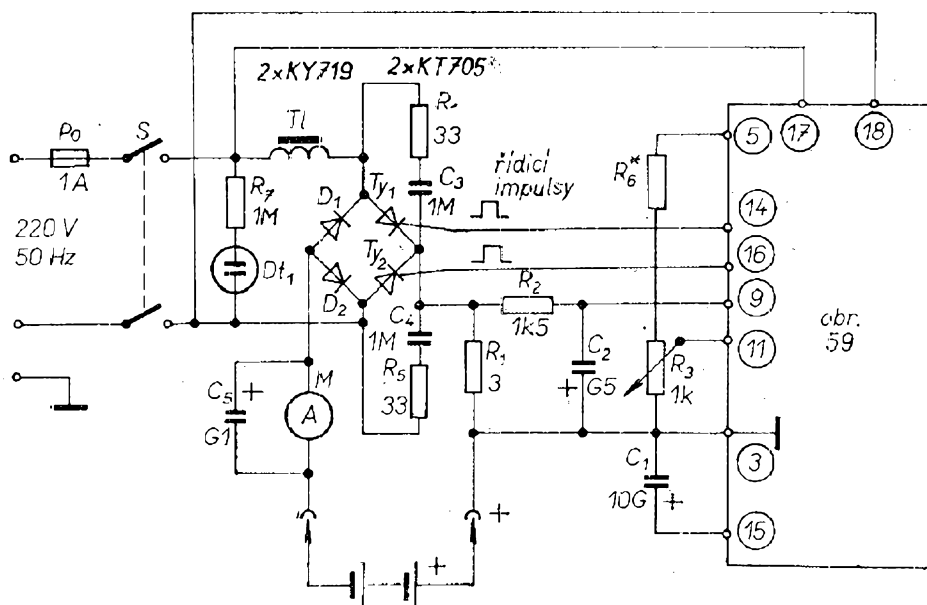 2×KY719
2×KT705
Po
1A
S
Tl
R
33
C3
1M
řídicí
impulsy
R6*
5
17
18
14
16
9
11
3
15
220 V
50 Hz
R7
1M
Dt1
D1
D2
Ty1
Ty2
R2
1k5
C4
1M
R5
33
R1
3
C2
+
G5
R3
1k
obr.
59
C5
+
G1
M
A
C1
10G
+
+
+